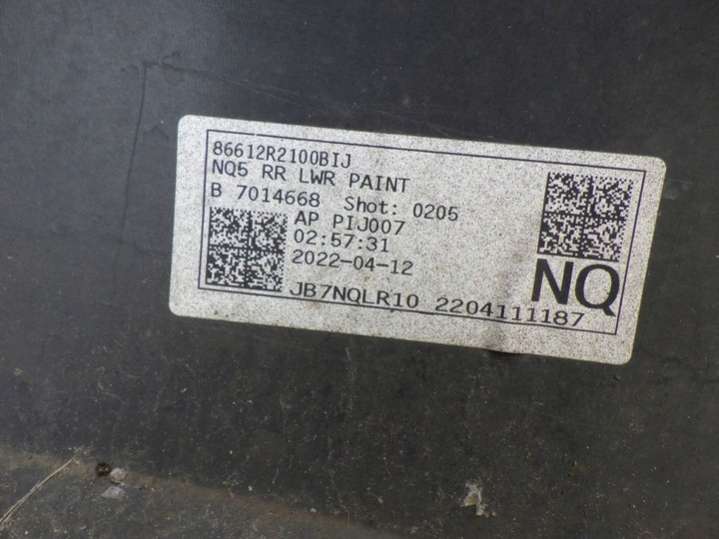 86612R2100BIJ
NQ5 RR LWR PAINT
B 7014668 Shot: 0205
AP PIJ007
02:57:31
2022-04-12
NQ
JB7NQLR10 2204111187